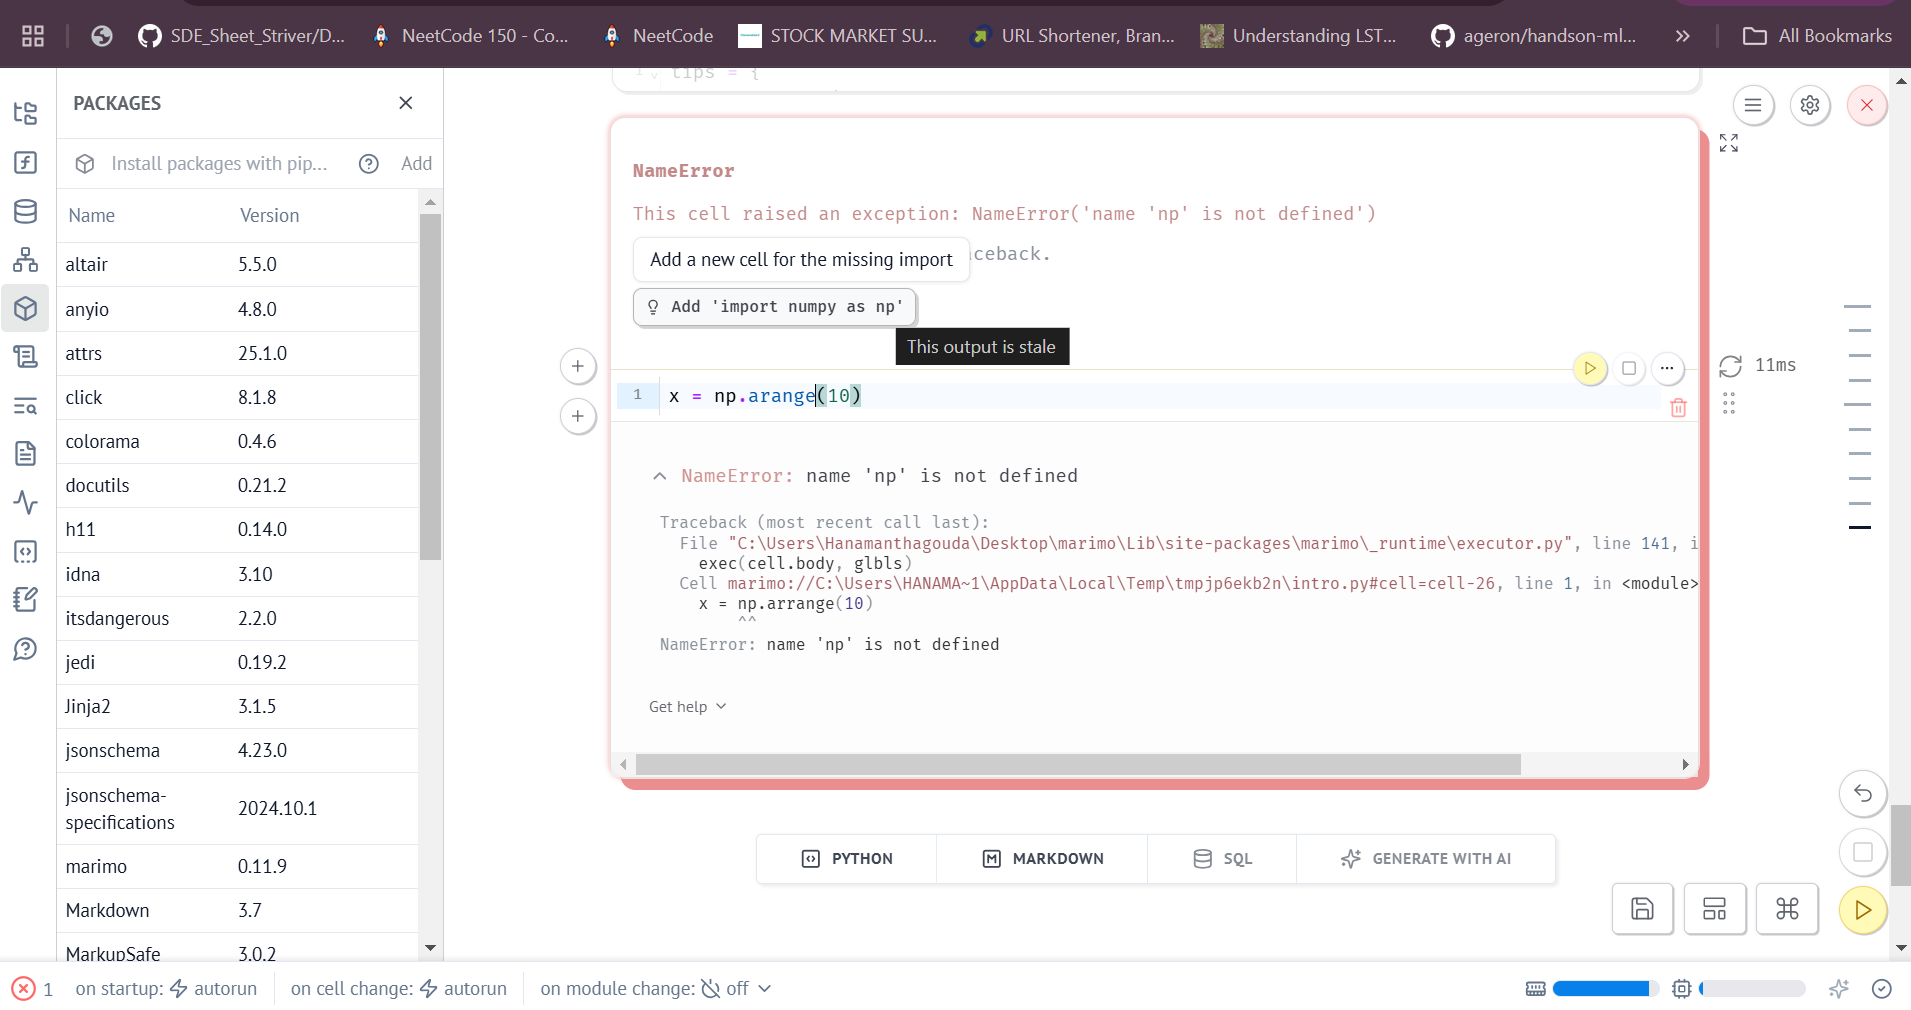 SDE_Sheet_Striver/D...
NeetCode 150 - Co...
NeetCode
STOCK MARKET SU...
URL Shortener, Bran...
Understanding LST...
ageron/handson-ml...
All Bookmarks
PACKAGES
Install packages with pip...
Add
Name Version
altair 5.5.0
anyio 4.8.0
attrs 25.1.0
click 8.1.8
colorama 0.4.6
docutils 0.21.2
h11 0.14.0
idna 3.10
itsdangerous 2.2.0
jedi 0.19.2
Jinja2 3.1.5
jsonschema 4.23.0
jsonschema-
specifications 2024.10.1
marimo 0.11.9
Markdown 3.7
MarkupSafe 3.0.2
1 tips = {
NameError
This cell raised an exception: NameError('name 'np' is not defined')
Add a new cell for the missing import
aceback.
Add 'import numpy as np'
This output is stale
11ms
1 x = np.arange(10)
NameError: name 'np' is not defined
Traceback (most recent call last):
File "C:\Users\Hanamanthagouda\Desktop\marimo\Lib\site-packages\marimo\_runtime\executor.py", line 141, i
exec(cell.body, glbls)
Cell marimo://C:\Users\HANAMA~1\AppData\Local\Temp\tmpjp6ekb2n\intro.py#cell=cell-26, line 1, in <module>
x = np.arrange(10)
^^
NameError: name 'np' is not defined
Get help
PYTHON
MARKDOWN
SQL
GENERATE WITH AI
1
on startup: autorun
on cell change: autorun
on module change: off